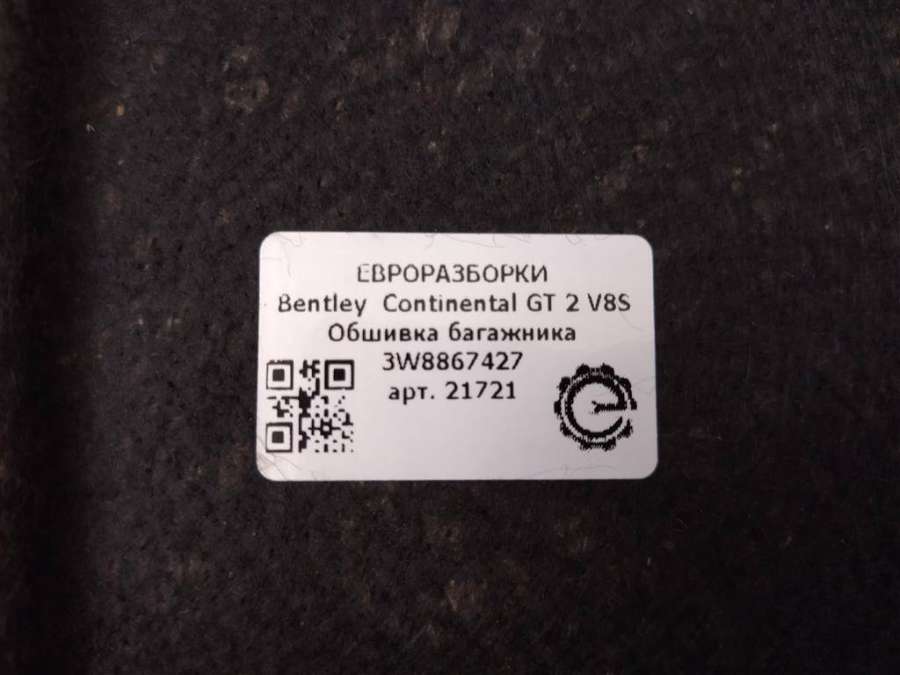 ЕВРОРАЗБОРКИ
Bentley Continental GT 2 V8S
Обшивка багажника
3W8867427
арт. 21721